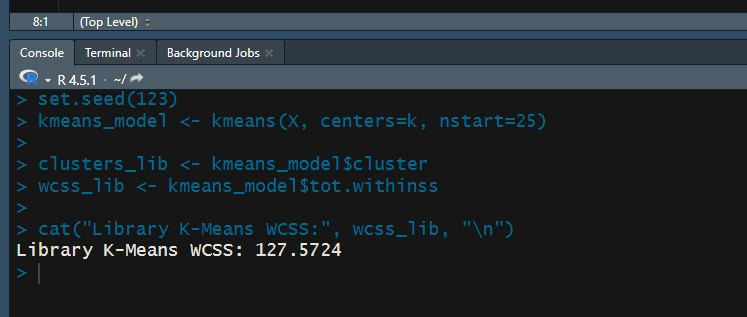 8:1 (Top Level)
Console Terminal Background Jobs
R 4.5.1 · ~/
> set.seed(123)
> kmeans_model <- kmeans(X, centers=k, nstart=25)
>
> clusters_lib <- kmeans_model$cluster
> wcss_lib <- kmeans_model$tot.withinss
>
> cat("Library K-Means WCSS:", wcss_lib, "\n")
Library K-Means WCSS: 127.5724
>